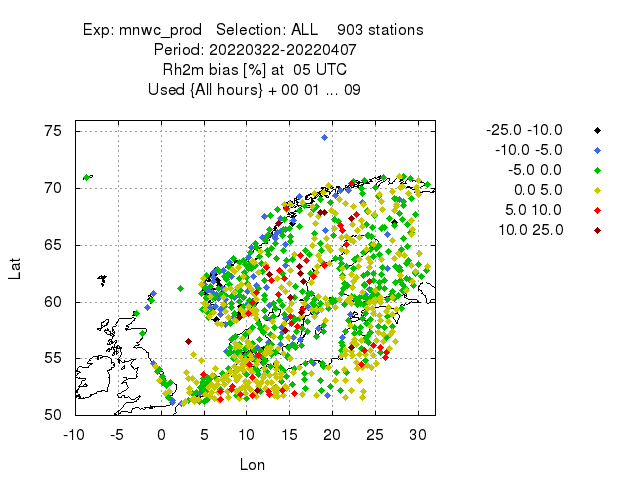 Exp: mnwc_prod Selection: ALL 903 stations
Period: 20220322-20220407
Rh2m bias [%] at 05 UTC
Used {All hours} + 00 01 ... 09
75
70
65
60
55
50
Lat
-10 -5 0 5 10 15 20 25 30
Lon
-25.0 -10.0
-10.0 -5.0
-5.0 0.0
0.0 5.0
5.0 10.0
10.0 25.0